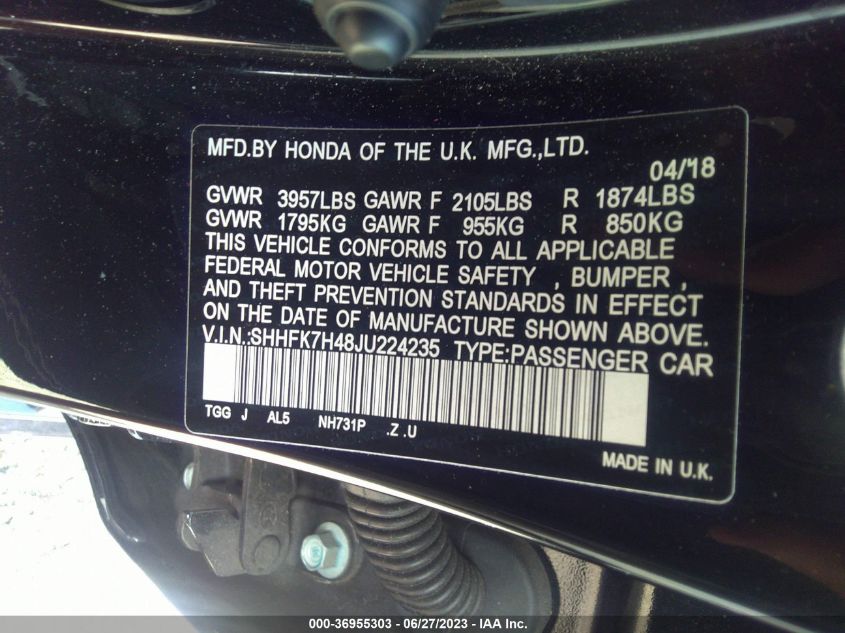 MFD.BY HONDA OF THE U.K. MFG.,LTD.
04/18
GVWR 3957LBS GAWR F 2105LBS R 1874LBS
GVWR 1795KG GAWR F 955KG R 850KG
THIS VEHICLE CONFORMS TO ALL APPLICABLE
FEDERAL MOTOR VEHICLE SAFETY , BUMPER ,
AND THEFT PREVENTION STANDARDS IN EFFECT
ON THE DATE OF MANUFACTURE SHOWN ABOVE.
V.I.N.:SHHFK7H48JU224235 TYPE:PASSENGER CAR
TGG J AL5 NH731P .Z .U
MADE IN U.K.
000-36955303 - 06/27/2023 - IAA Inc.